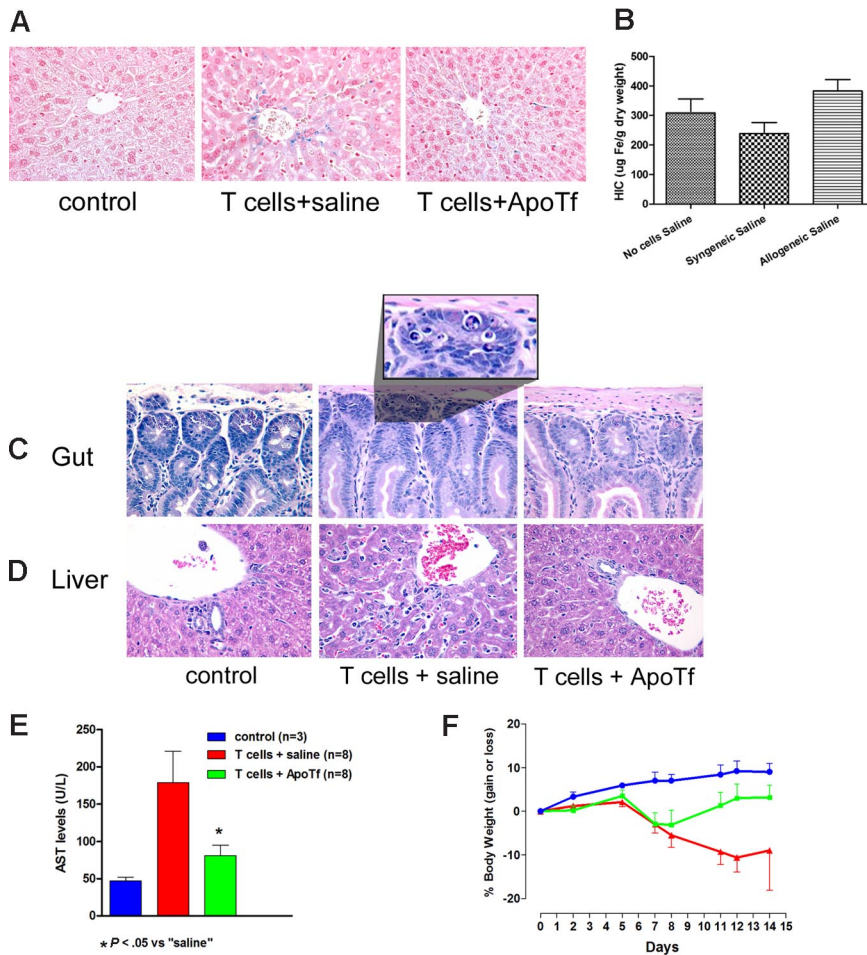 A
control
T cells+saline
T cells+ApoTf
B
HIC (ug Fe/g dry weight)
500
400
300
200
100
0
No cells Saline
Syngeneic Saline
Allogeneic Saline
C
Gut
D
Liver
control
T cells + saline
T cells + ApoTf
E
AST levels (U/L)
250
200
150
100
50
0
control (n=3)
T cells + saline (n=8)
T cells + ApoTf (n=8)
*
* P < .05 vs "saline"
F
% Body Weight (gain or loss)
20
10
0
-10
-20
0 1 2 3 4 5 6 7 8 9 10 11 12 13 14 15
Days